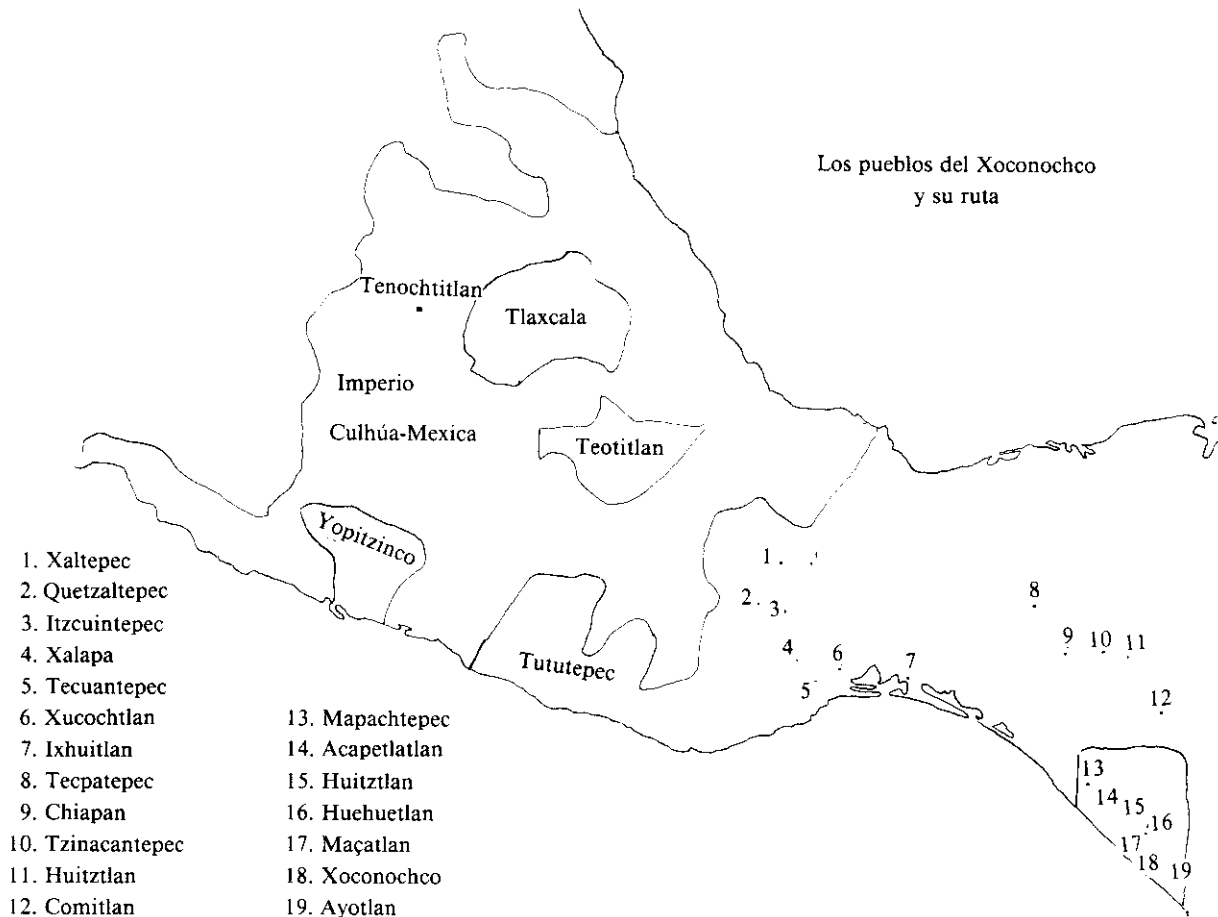 Los pueblos del Xoconochco
y su ruta
Tenochtitlan
Tlaxcala
Imperio
Culhúa-Mexica
Teotitlan
Yopitzinco
Tututepec
1
2
3
4
5
6
7
8
9
10
11
12
13
14
15
16
17
18
19
1. Xaltepec
2. Quetzaltepec
3. Itzcuintepec
4. Xalapa
5. Tecuantepec
6. Xucochtlan
7. Ixhuitlan
8. Tecpatepec
9. Chiapan
10. Tzinacantepec
11. Huitztlan
12. Comitlan
13. Mapachtepec
14. Acapetlatlan
15. Huitztlan
16. Huehuetlan
17. Maçatlan
18. Xoconochco
19. Ayotlan